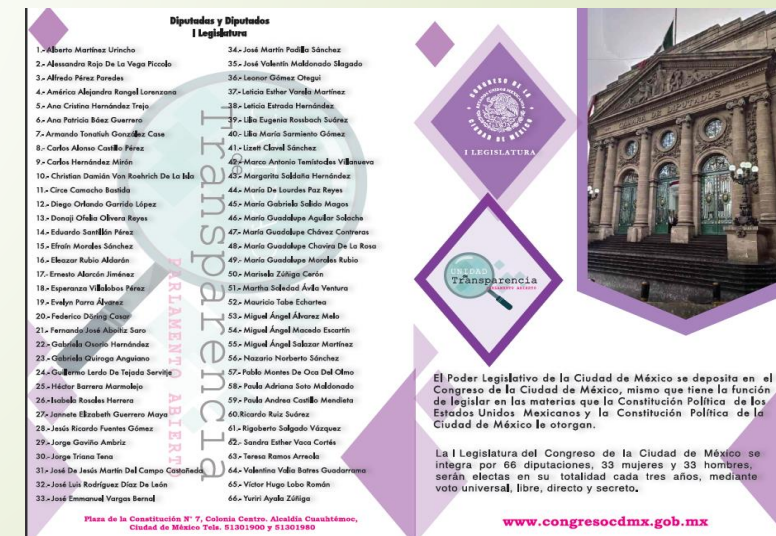 Diputadas y Diputados
I Legislatura
1.- Alberto Martínez Urincho
2.- Alessandra Rojo De La Vega Piccolo
3.- Alfredo Pérez Paredes
4.- América Alejandra Rangel Lorenzana
5.- Ana Cristina Hernández Trejo
6.- Ana Patricia Báez Guerrero
7.- Armando Tonatiuh González Case
8.- Carlos Alonso Castillo Pérez
9.- Carlos Hernández Mirón
10.- Christian Damián Von Roehrich De La Isla
11.- Circe Camacho Bastida
12.- Diego Orlando Garrido López
13.- Donaji Ofelia Olivera Reyes
14.- Eduardo Santillán Pérez
15.- Efraín Morales Sánchez
16.- Eleazar Rubio Aldarán
17.- Ernesto Alarcón Jiménez
18.- Esperanza Villalobos Pérez
19.- Evelyn Parra Álvarez
20.- Federico Döring Casar
21.- Fernando José Aboitiz Saro
22.- Gabriela Osorio Hernández
23.- Gabriela Quiroga Anguiano
24.- Guillermo Lerdo De Tejada Servitje
25.- Héctor Barrera Marmolejo
26.- Isabela Rosales Herrera
27.- Jannete Elizabeth Guerrero Maya
28.- Jesús Ricardo Fuentes Gómez
29.- Jorge Gaviño Ambriz
30.- Jorge Triana Tena
31.- José De Jesús Martín Del Campo Castañeda
32.- José Luis Rodríguez Díaz De León
33.- José Emmanuel Vargas Bernal
34.- José Martín Padilla Sánchez
35.- José Valentín Maldonado Slagado
36.- Leonor Gómez Otegui
37.- Leticia Esther Varela Martínez
38.- Leticia Estrada Hernández
39.- Lilia Eugenia Rossbach Suárez
40.- Lilia María Sarmiento Gómez
41.- Lizett Clavel Sánchez
42.- Marco Antonio Temístocles Villanueva
43.- Margarita Saldaña Hernández
44.- María De Lourdes Paz Reyes
45.- María Gabriela Salido Magos
46.- María Guadalupe Aguilar Solache
47.- María Guadalupe Chávez Contreras
48.- María Guadalupe Chavira De La Rosa
49.- María Guadalupe Morales Rubio
50.- Marisela Zúñiga Cerón
51.- Martha Soledad Ávila Ventura
52.- Mauricio Tabe Echartea
53.- Miguel Ángel Álvarez Melo
54.- Miguel Ángel Macedo Escartín
55.- Miguel Ángel Salazar Martínez
56.- Nazario Norberto Sánchez
57.- Pablo Montes De Oca Del Olmo
58.- Paula Adriana Soto Maldonado
59.- Paula Andrea Castillo Mendieta
60.Ricardo Ruiz Suárez
61.- Rigoberto Salgado Vázquez
62.- Sandra Esther Vaca Cortés
63.- Teresa Ramos Arreola
64.- Valentina Valia Batres Guadarrama
65.- Víctor Hugo Lobo Román
66.- Yuriri Ayala Zúñiga
de
Transparencia
PARLAMENTO ABIERTO
Plaza de la Constitución N° 7, Colonia Centro. Alcaldía Cuauhtémoc,
Ciudad de México Tels. 51301900 y 51301980
CONGRESO DE LA
CIUDAD DE MÉXICO
I LEGISLATURA
UNIDAD
de
Transparencia
PARLAMENTO ABIERTO
El Poder Legislativo de la Ciudad de México se deposita en el
Congreso de la Ciudad de México, mismo que tiene la función
de legislar en las materias que la Constitución Política de los
Estados Unidos Mexicanos y la Constitución Política de la
Ciudad de México le otorgan.
La I Legislatura del Congreso de la Ciudad de México se
integra por 66 diputaciones, 33 mujeres y 33 hombres,
serán electas en su totalidad cada tres años, mediante
voto universal, libre, directo y secreto.
www.congresocdmx.gob.mx